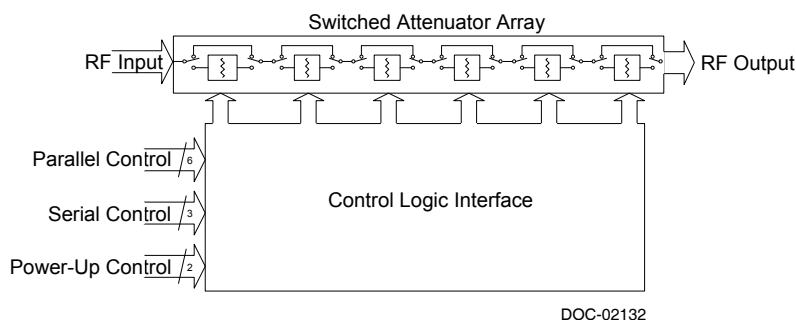 Switched Attenuator Array
RF Input
RF Output
Parallel Control
6
Serial Control
3
Power-Up Control
2
Control Logic Interface
DOC-02132